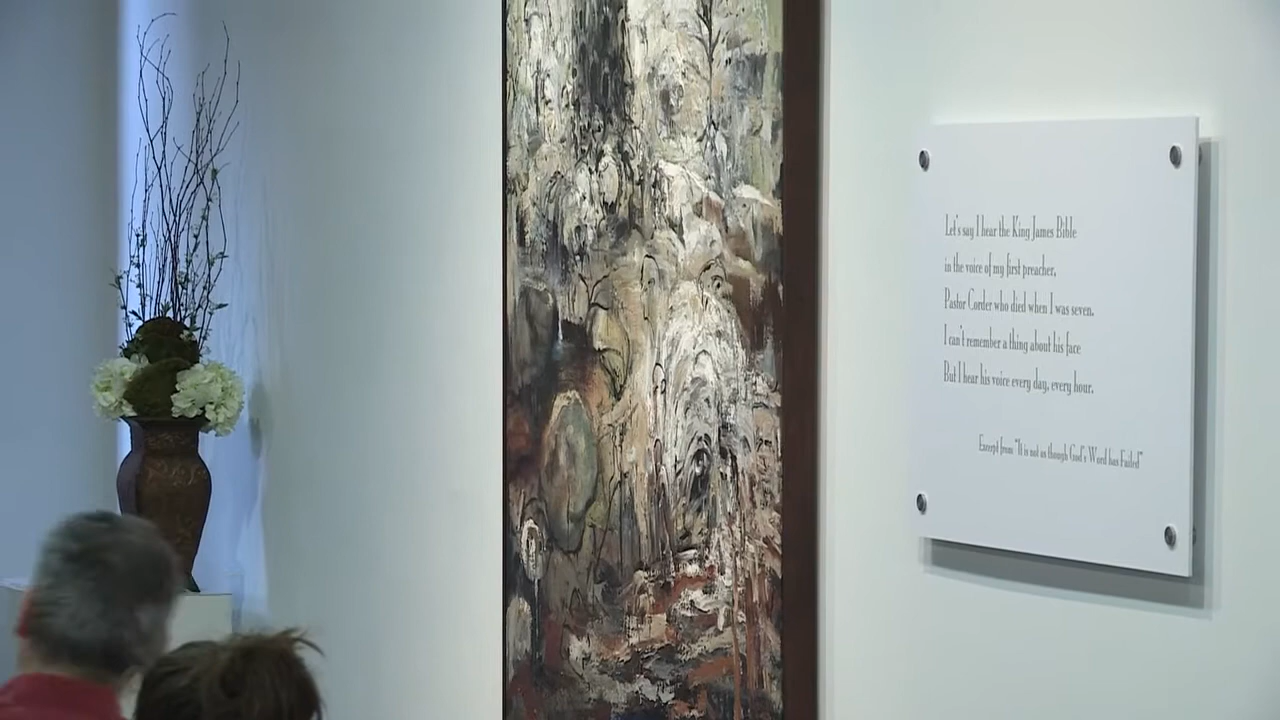 Let's say I hear the King James Bible
in the voice of my first preacher,
Pastor Corder who died when I was seven.
I can't remember a thing about his face
But I hear his voice every day, every hour.
Excerpt from "It is not as though God's Word has Failed"